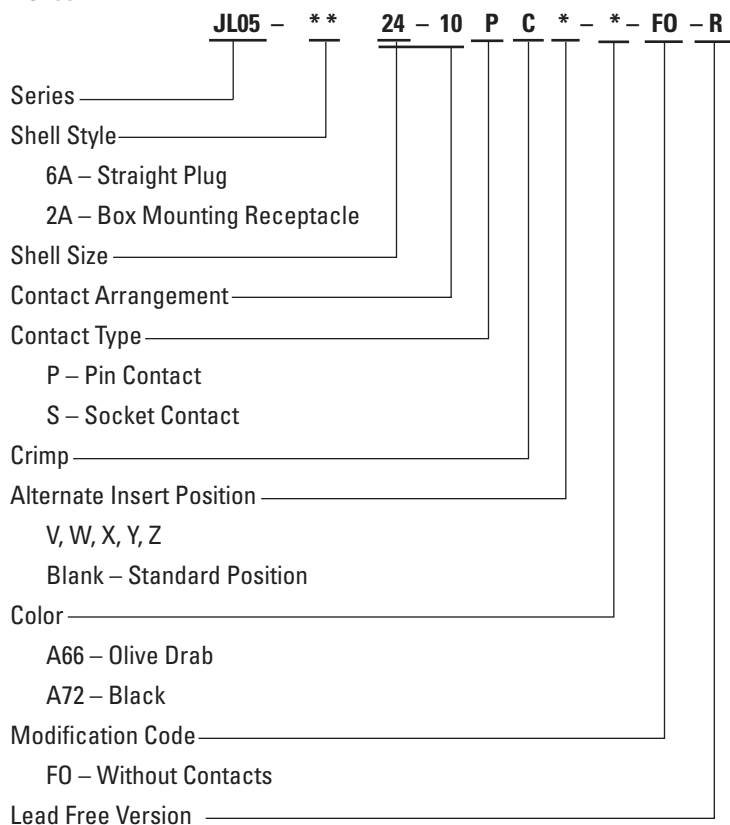 JL05 – * * 24 – 10 P C * – * – FO – R
Series
Shell Style
6A – Straight Plug
2A – Box Mounting Receptacle
Shell Size
Contact Arrangement
Contact Type
P – Pin Contact
S – Socket Contact
Crimp
Alternate Insert Position
V, W, X, Y, Z
Blank – Standard Position
Color
A66 – Olive Drab
A72 – Black
Modification Code
FO – Without Contacts
Lead Free Version